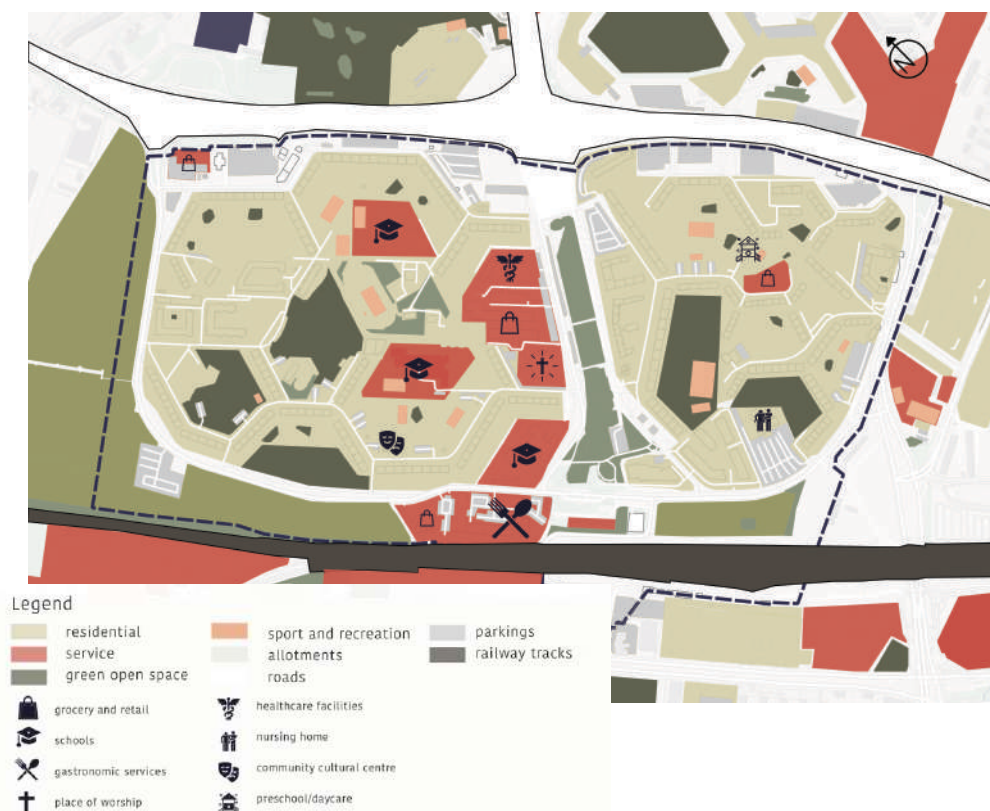 N
Legend
residential
sport and recreation
parkings
service
allotments
railway tracks
green open space
roads
grocery and retail
healthcare facilities
schools
nursing home
gastronomic services
community cultural centre
place of worship
preschool/daycare